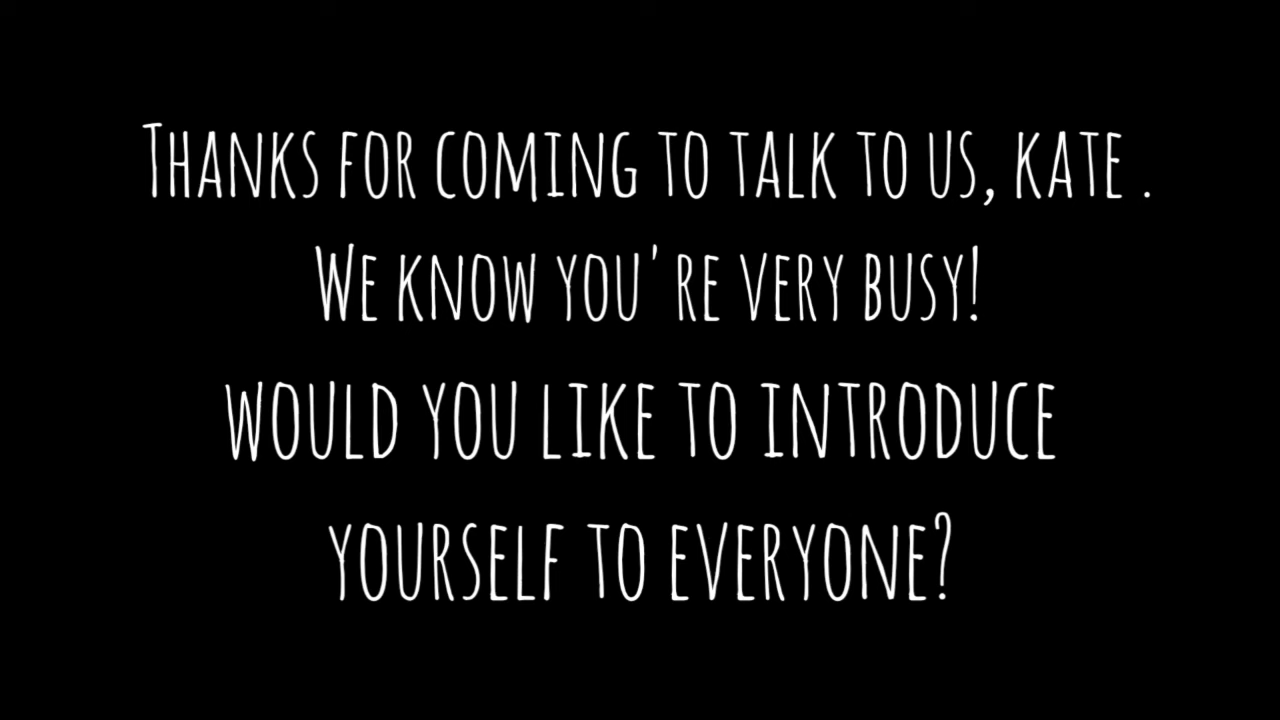 Thanks for coming to talk to us, Kate .
We know you're very busy!
would you like to introduce
yourself to everyone?